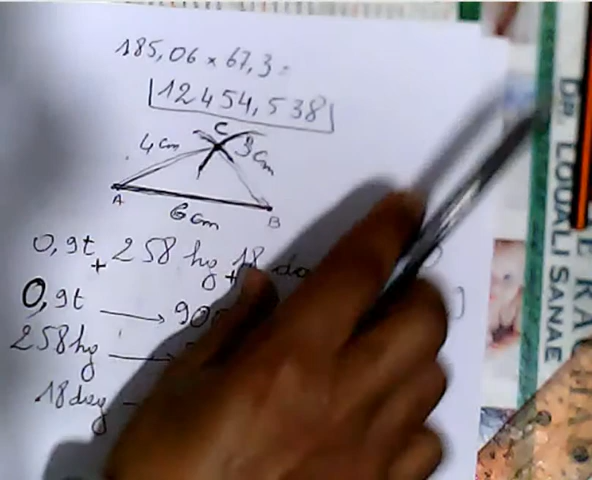 185,06 × 67,3 =
12 454,538
C
4cm 3cm
A
6cm B
0,9t + 258 hg + 18
0,9t → 90
258hg →
18dag
DR LOUALI SANAE